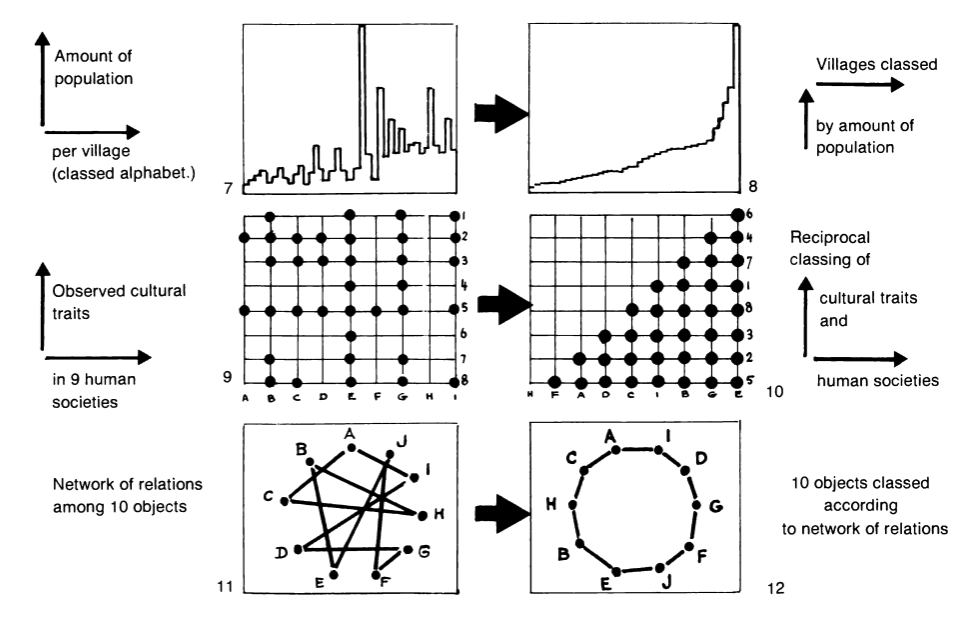 Amount of
population
per village
(classed alphabet.)
7
8
Villages classed
by amount of
population
Observed cultural
traits
in 9 human
societies
1
2
3
4
5
6
7
8
9
A B C D E F G H I
6
4
7
1
8
3
2
5
10
H F A D C I B G E
Reciprocal
classing of
cultural traits
and
human societies
Network of relations
among 10 objects
A
J
B
I
C
H
D
G
E
F
11
A
I
C
D
H
G
B
F
E
J
12
10 objects classed
according
to network of relations